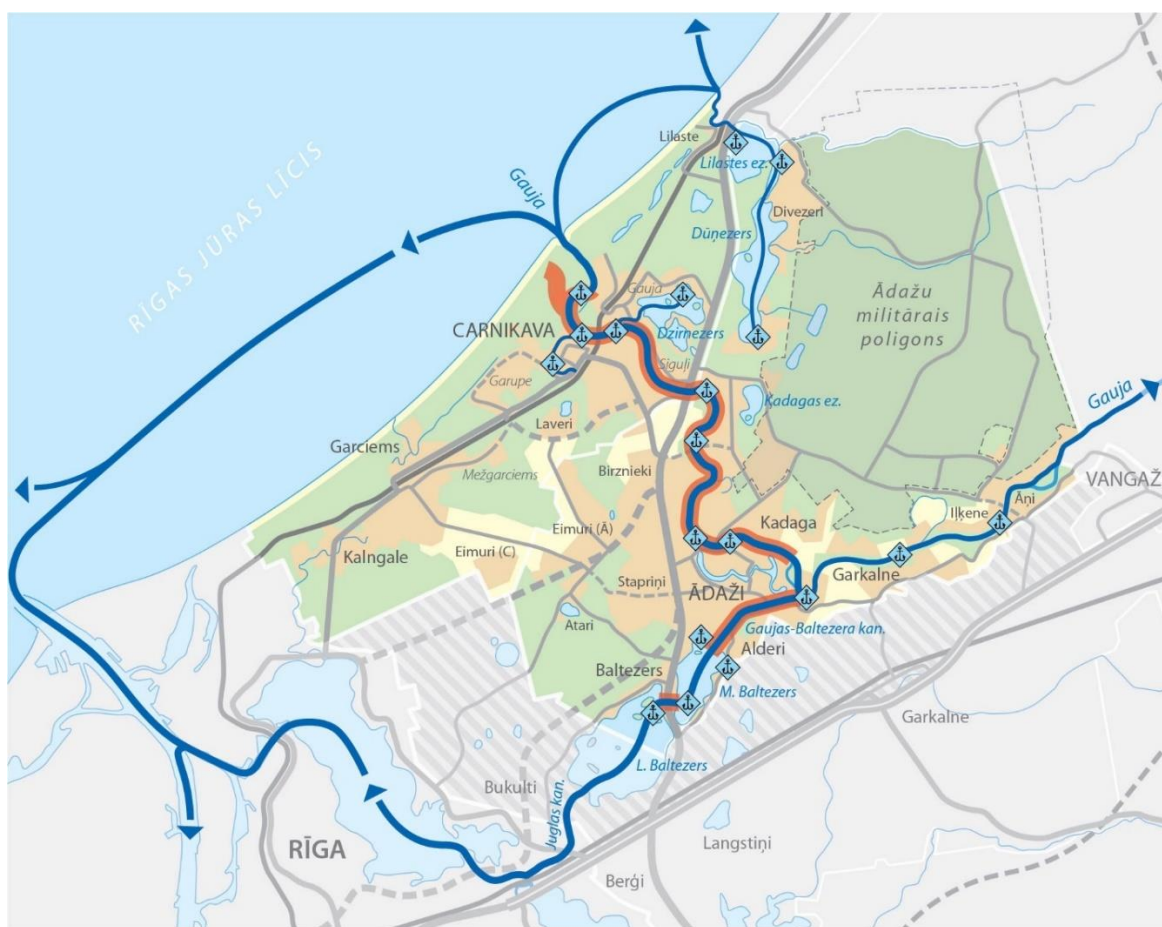 Lilaste
Lilastes ez.
Gauja
Divezeri
Dūņezers
RĪGAS JŪRAS LĪCIS
Gauja
Ādažu
militārais
poligons
CARNIKAVA
Dzirnezers
Siguļi
Garupe
Kadagas ez.
Gauja
Laveri
Garciems
Birznieki
Mežgarciems
VANGAŽ
Āņi
Iļķene
Kadaga
Eimuri (Ā)
Eimuri (C)
Kalngale
Garkalne
Stapriņi
ĀDAŽI
Atari
Gaujas-Baltezera kan.
Alderi
Baltezers
M. Baltezers
Garkalne
L. Baltezers
Bukulti
Juglas kan.
RĪGA
Langstiņi
Berģi